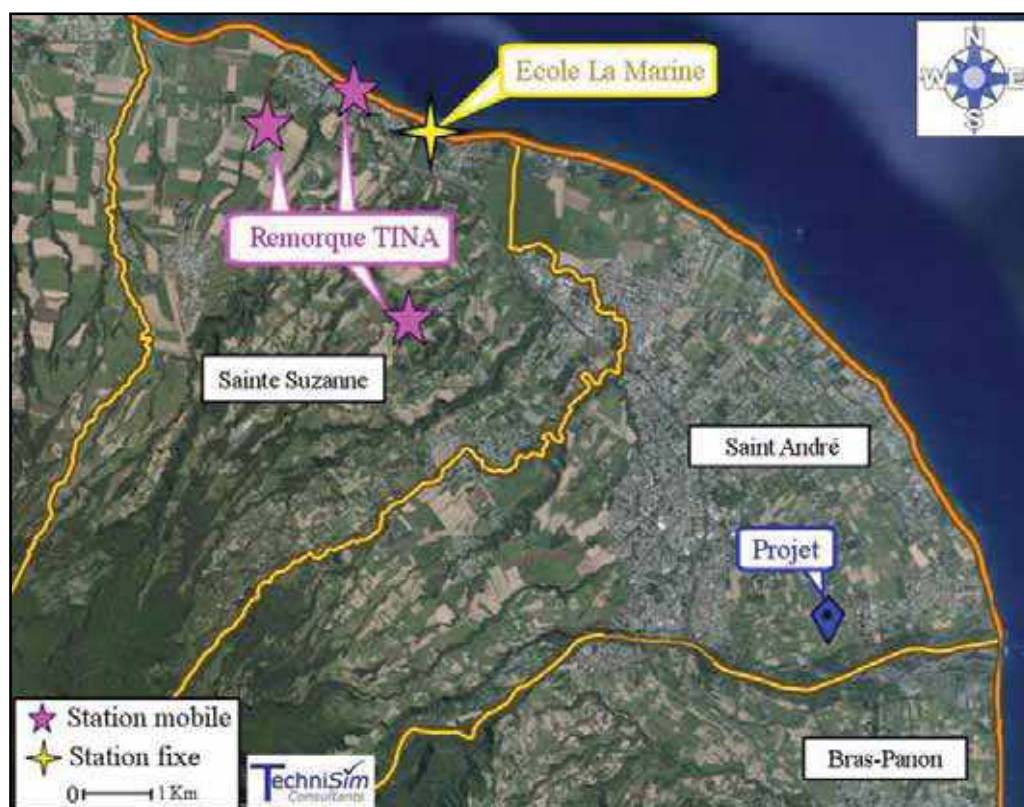 Ecole La Marine
N
W E
S
Remorque TINA
Sainte Suzanne
Saint André
Projet
Station mobile
Station fixe
0 1 Km
TechniSim
Consultants
Bras-Panon